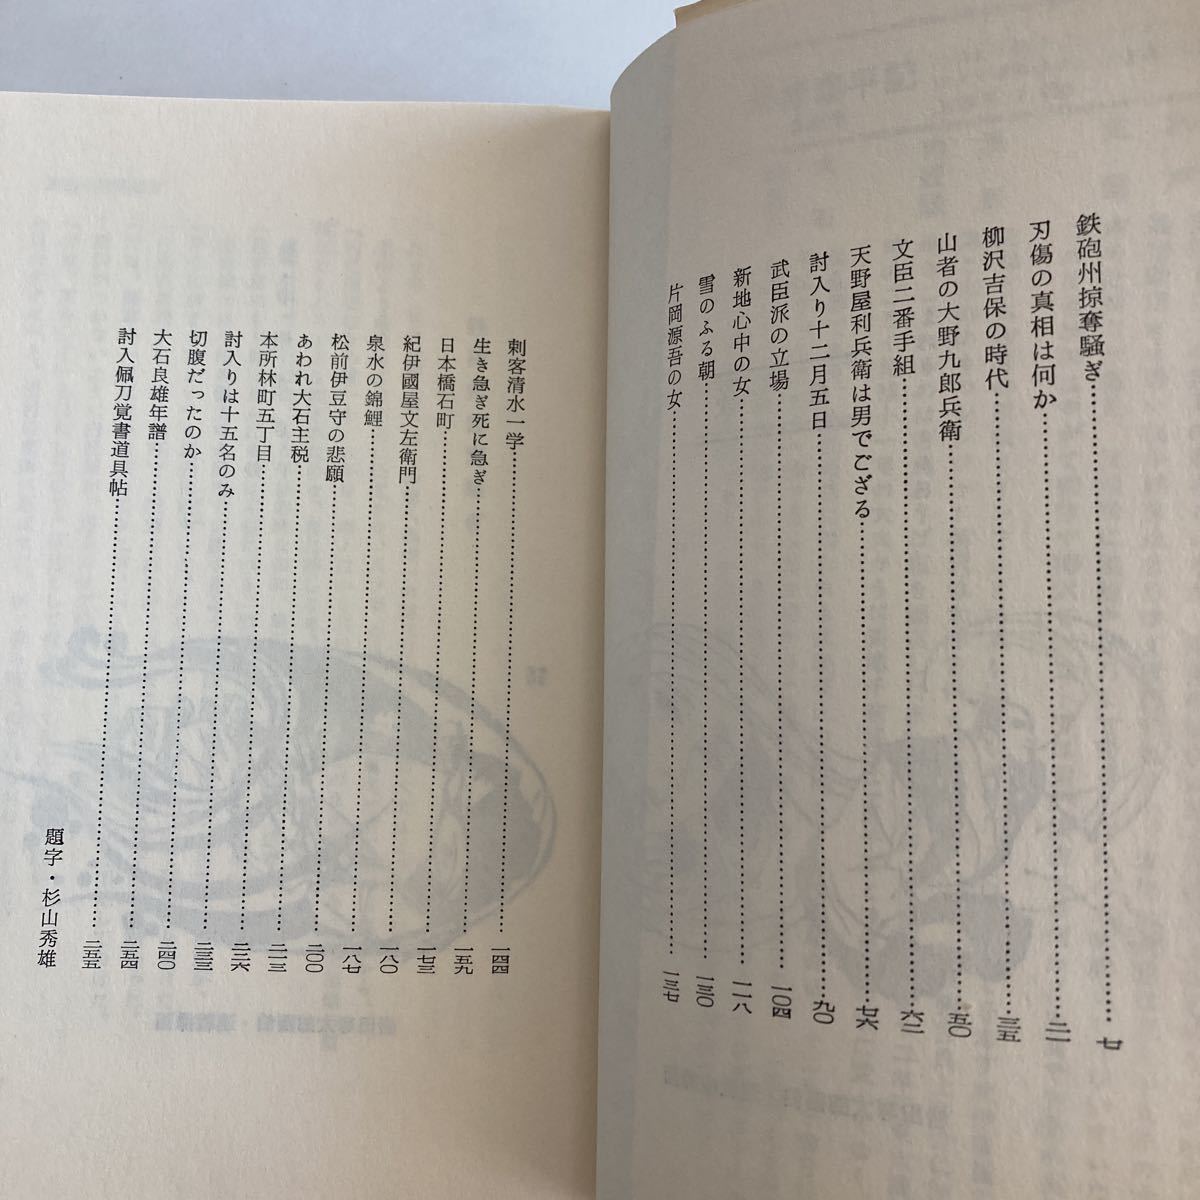 鉄砲州掠奪騒ぎ……七
刃傷の真相は何か……二一
柳沢吉保の時代……三五
山者の大野九郎兵衛……五〇
文臣二番手組……六二
天野屋利兵衛は男でござる……七六
討入り十二月五日……九〇
武臣派の立場……一〇四
新地心中の女……一一八
雪のふる朝……一三〇
片岡源吾の女……一三七
刺客清水一学……一四四
生き急ぎ死に急ぎ……一五九
日本橋石町……一七三
紀伊國屋文左衛門……一八〇
泉水の錦鯉……一八七
松前伊豆守の悲願……二〇〇
あわれ大石主税……二一三
本所林町五丁目……二二六
討入りは十五名のみ……二三三
切腹だったのか……二四〇
大石良雄年譜……二五四
討入佩刀覚書道具帖……二五五
題字・杉山秀雄